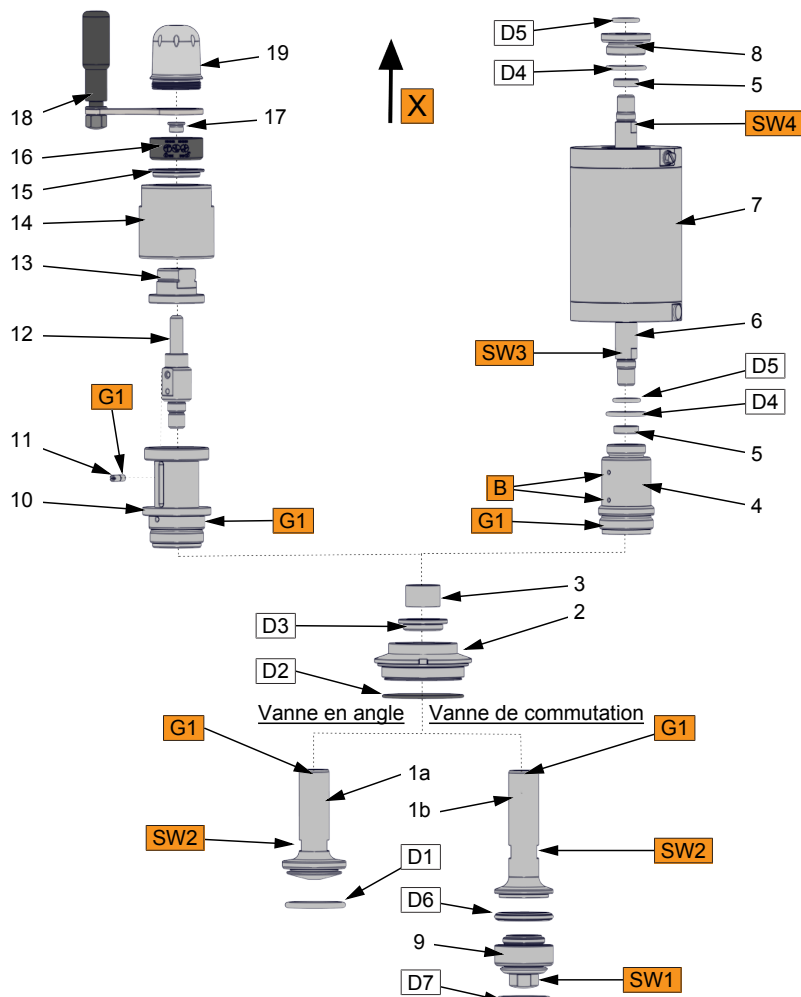 D5
19
8
D4
5
X
18
17
SW4
16
15
14
7
13
6
12
SW3
D5
G1
D4
11
5
B
10
4
G1
G1
3
D3
2
D2
Vanne en angle Vanne de commutation
G1
G1
1a
1b
SW2
SW2
D1
D6
9
SW1
D7